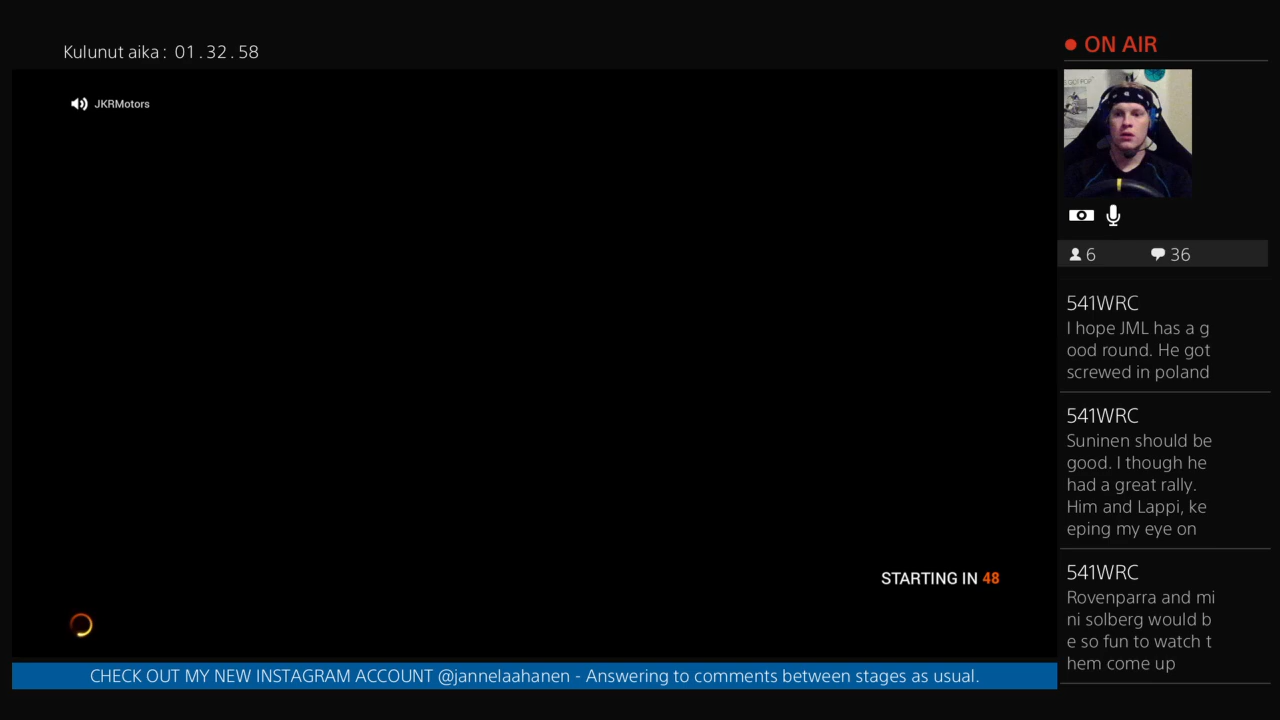 Kulunut aika : 01 . 32 . 58
ON AIR
JKRMotors
6 36
541WRC
I hope JML has a g
ood round. He got
screwed in poland
541WRC
Suninen should be
good. I though he
had a great rally.
Him and Lappi, ke
eping my eye on
541WRC
Rovenparra and mi
ni solberg would b
e so fun to watch t
hem come up
STARTING IN 48
CHECK OUT MY NEW INSTAGRAM ACCOUNT @jannelaahanen - Answering to comments between stages as usual.